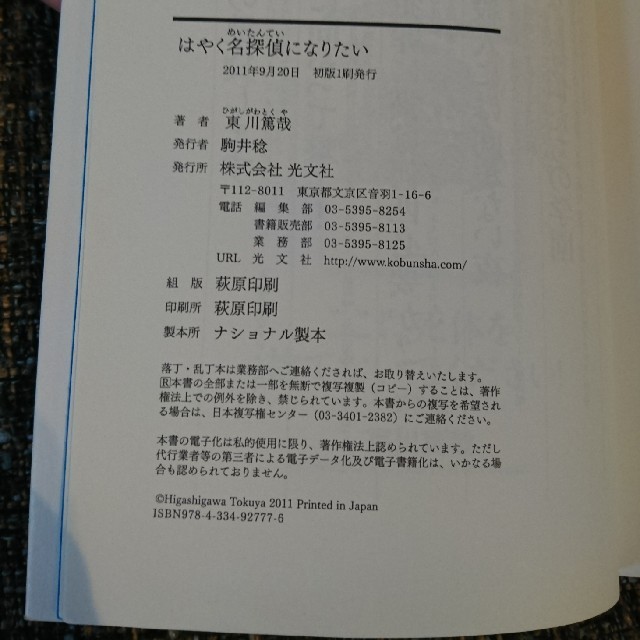 めいたんてい
はやく名探偵になりたい
2011年9月20日　初版1刷発行
ひがしがわとくや
著　者　東川篤哉
発行者　駒井稔
発行所　株式会社 光文社
〒112-8011　東京都文京区音羽1-16-6
電話　編　集　部　03-5395-8254
書籍販売部　03-5395-8113
業　務　部　03-5395-8125
URL　光　文　社　http://www.kobunsha.com/
組　版　萩原印刷
印刷所　萩原印刷
製本所　ナショナル製本
落丁・乱丁本は業務部へご連絡くだされば、お取り替えいたします。
Ⓡ本書の全部または一部を無断で複写複製（コピー）することは、著作
権法上での例外を除き、禁じられています。本書からの複写を希望され
る場合は、日本複写権センター（03-3401-2382）にご連絡ください。
本書の電子化は私的使用に限り、著作権法上認められています。ただし
代行業者等の第三者による電子データ化及び電子書籍化は、いかなる場
合も認められておりません。
©Higashigawa Tokuya 2011 Printed in Japan
ISBN978-4-334-92777-6